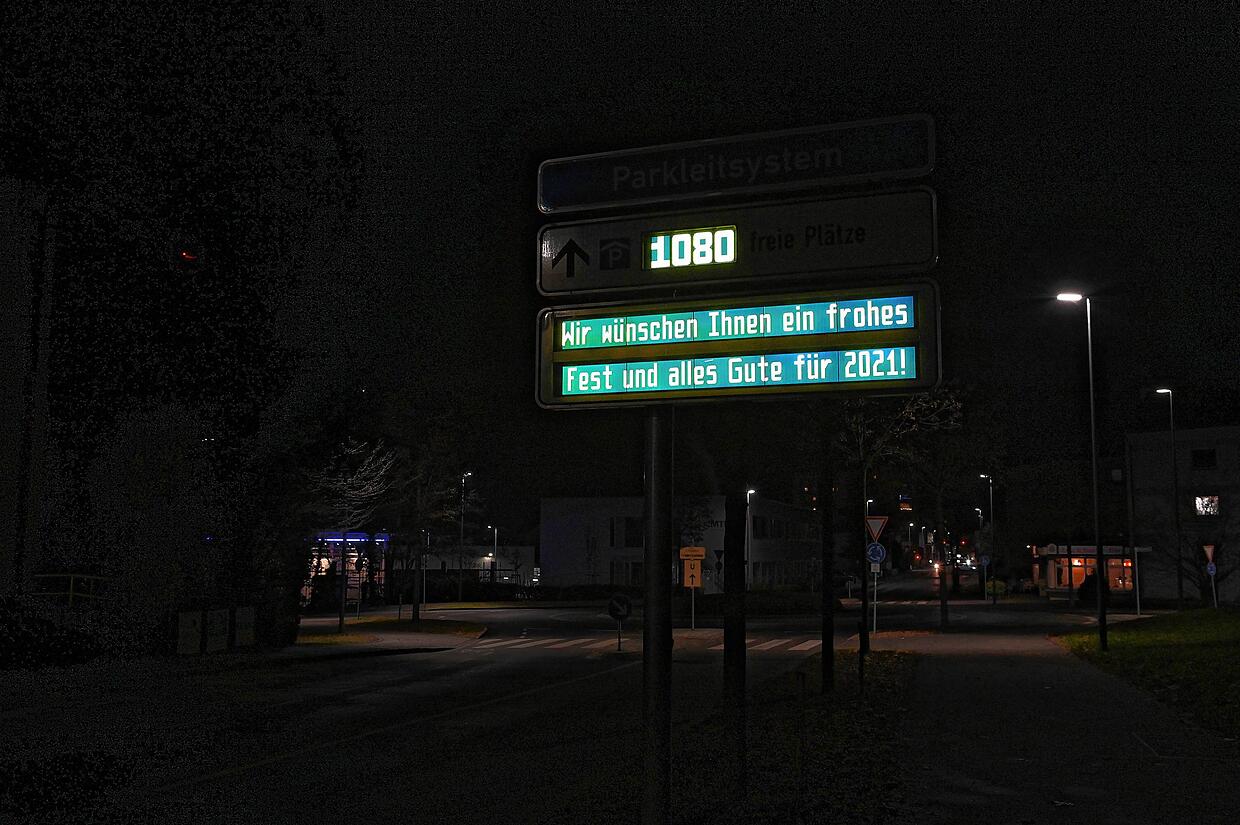 Parkleitsystem
P 1080 freie Plätze
Wir wünschen Ihnen ein frohes
Fest und alles Gute für 2021!
U